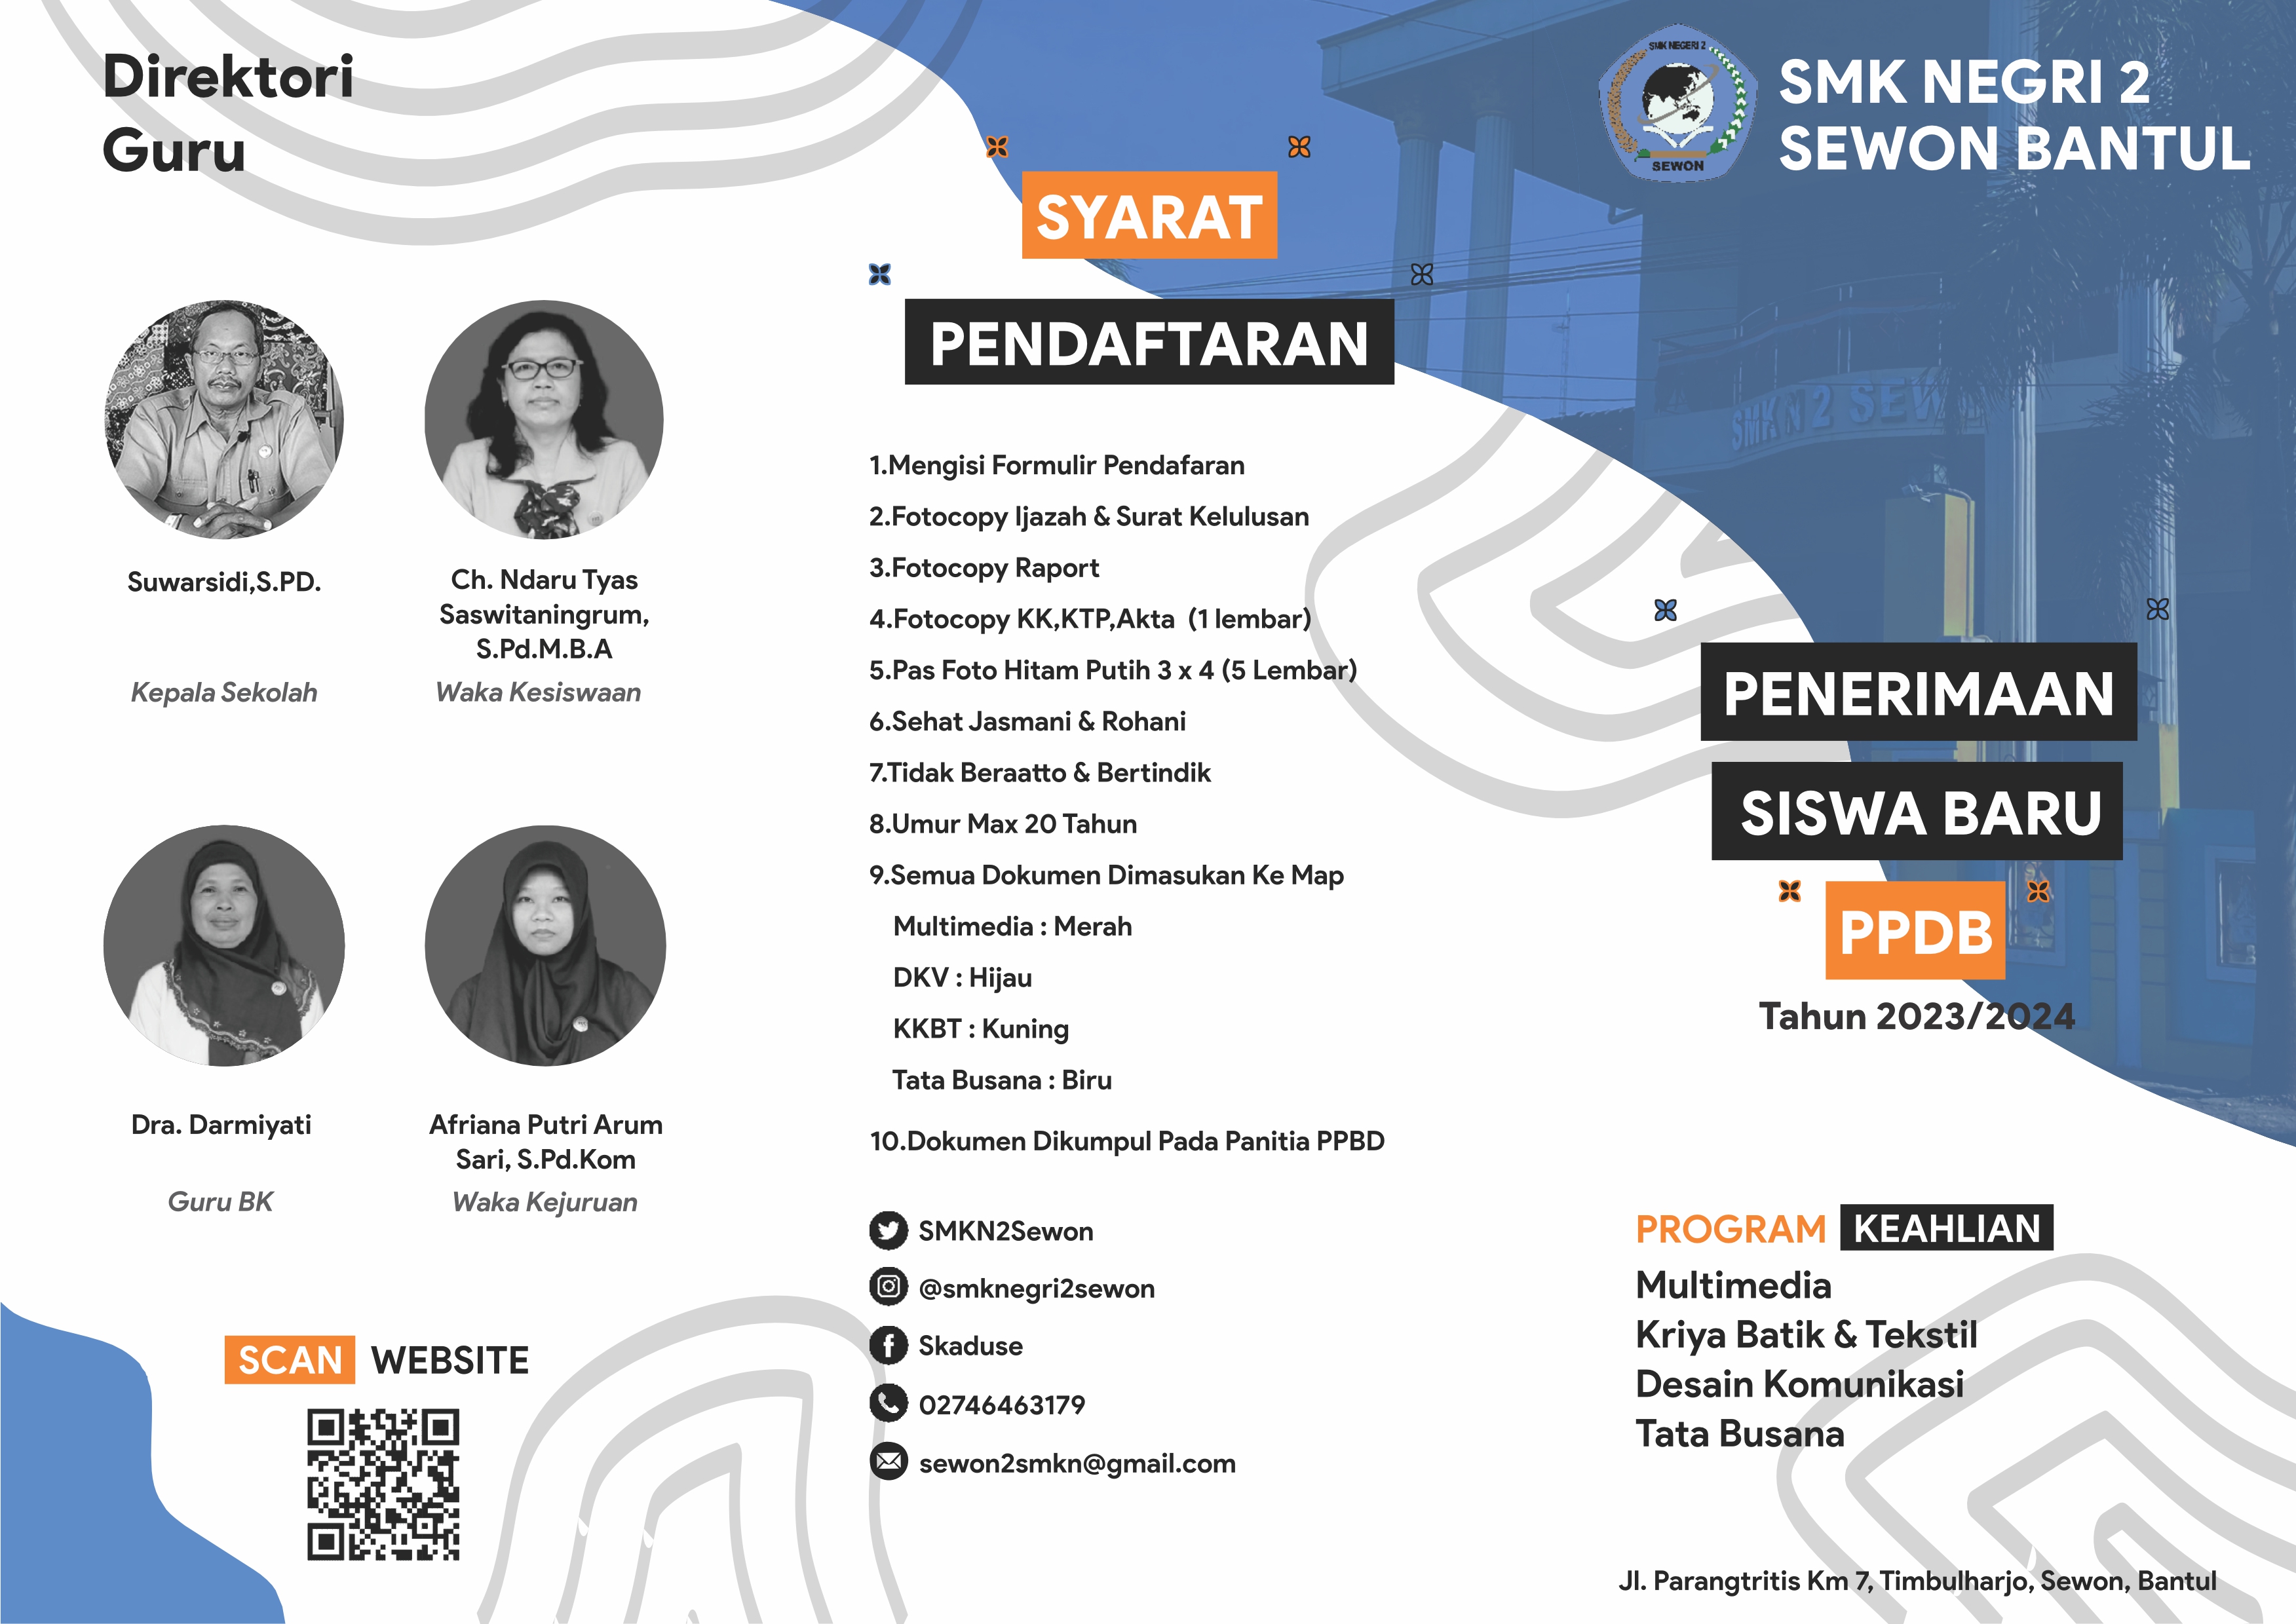 Direktori
Guru
Suwarsidi,S.PD.
Kepala Sekolah
Ch. Ndaru Tyas
Saswitaningrum,
S.Pd.M.B.A
Waka Kesiswaan
Dra. Darmiyati
Guru BK
Afriana Putri Arum
Sari, S.Pd.Kom
Waka Kejuruan
SCAN WEBSITE
SYARAT
PENDAFTARAN
1.Mengisi Formulir Pendafaran
2.Fotocopy Ijazah & Surat Kelulusan
3.Fotocopy Raport
4.Fotocopy KK,KTP,Akta (1 lembar)
5.Pas Foto Hitam Putih 3 x 4 (5 Lembar)
6.Sehat Jasmani & Rohani
7.Tidak Beraatto & Bertindik
8.Umur Max 20 Tahun
9.Semua Dokumen Dimasukan Ke Map
Multimedia : Merah
DKV : Hijau
KKBT : Kuning
Tata Busana : Biru
10.Dokumen Dikumpul Pada Panitia PPBD
SMKN2Sewon
@smknegri2sewon
Skaduse
02746463179
sewon2smkn@gmail.com
SMK NEGERI 2
SEWON
SMK NEGRI 2
SEWON BANTUL
SMK N 2 SEW
PENERIMAAN
SISWA BARU
PPDB
Tahun 2023/2024
PROGRAM KEAHLIAN
Multimedia
Kriya Batik & Tekstil
Desain Komunikasi
Tata Busana
Jl. Parangtritis Km 7, Timbulharjo, Sewon, Bantul